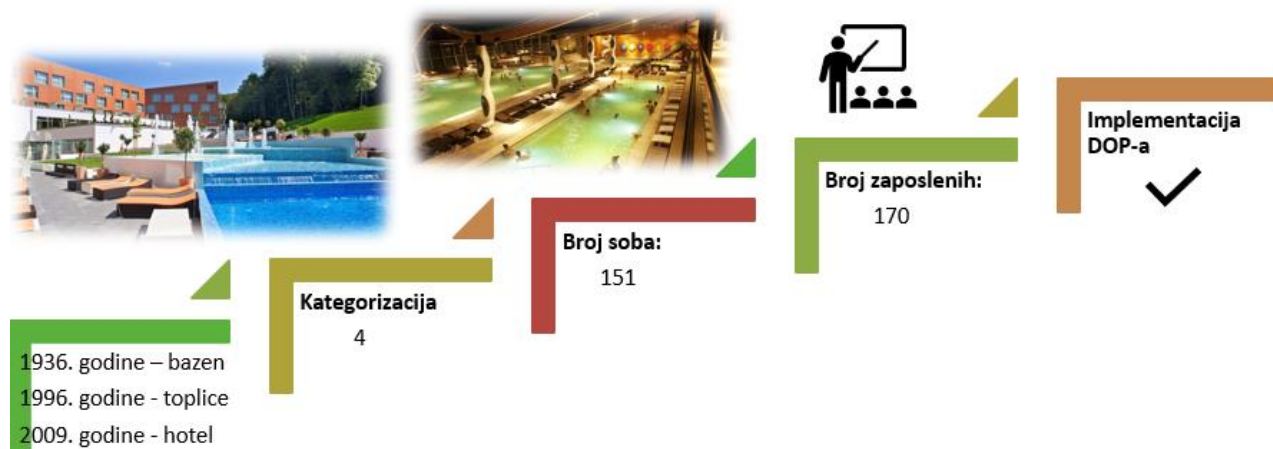 1936. godine – bazen
1996. godine - toplice
2009. godine - hotel
Kategorizacija
4
Broj soba:
151
Broj zaposlenih:
170
Implementacija
DOP-a